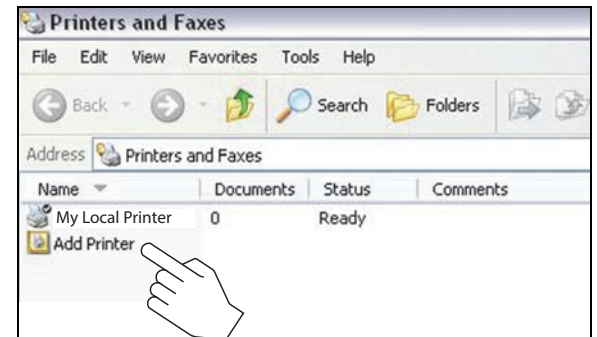 Printers and Faxes
File Edit View Favorites Tools Help
Back Search Folders
Address Printers and Faxes
Name Documents Status Comments
My Local Printer 0 Ready
Add Printer